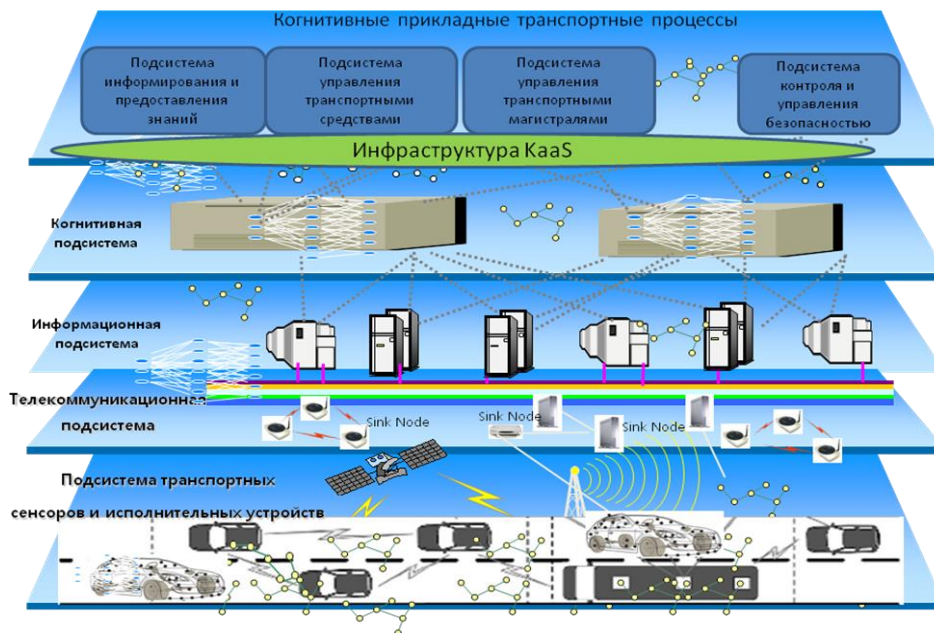 Когнитивные прикладные транспортные процессы
Подсистема
информирования и
предоставления
знаний
Подсистема
управления
транспортными
средствами
Подсистема
управления
транспортными
магистралями
Подсистема
контроля и
управления
безопасностью
Инфраструктура KaaS
Когнитивная
подсистема
Информационная
подсистема
Телекоммуникационная
подсистема
Sink Node
Sink Node
Sink Node
Подсистема транспортных
сенсоров и исполнительных устройств